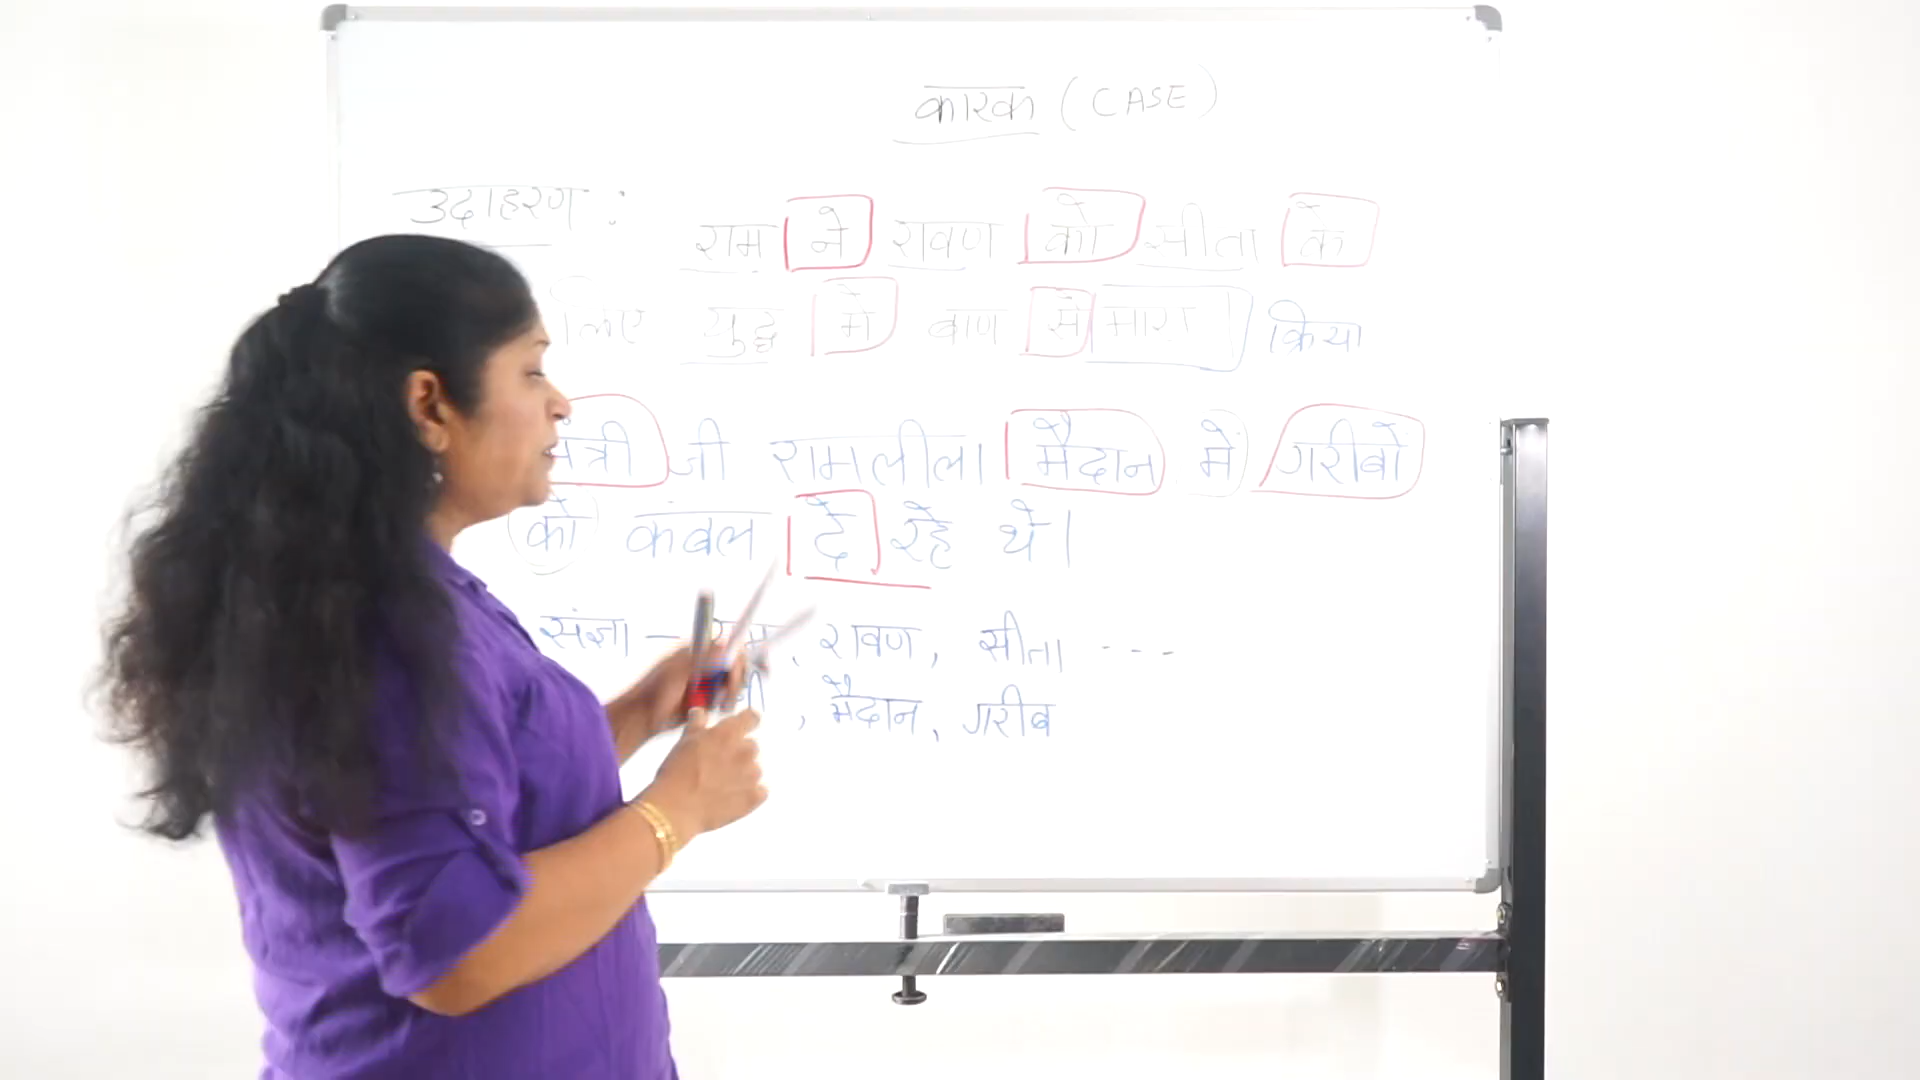 कारक (CASE)
उदाहरण :
राम ने रावण को सीता के
लिए युद्ध में बाण से मारा । क्रिया
मंत्री जी रामलीला मैदान में गरीबों
को कंबल दे रहे थे।
संज्ञा - राम, रावण, सीता ---
, मैदान, गरीब